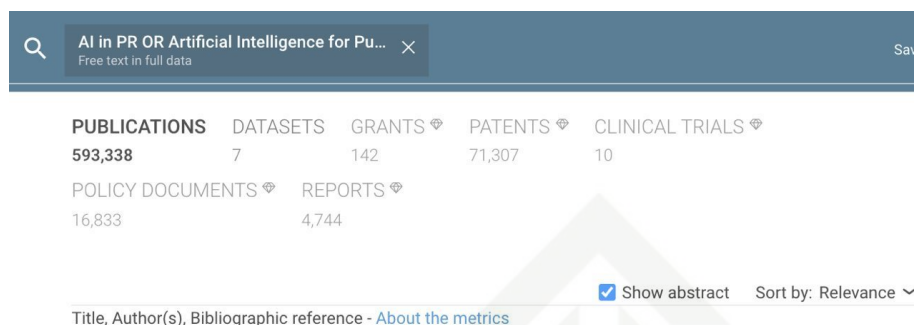 AI in PR OR Artificial Intelligence for Pu...
Free text in full data
PUBLICATIONS DATASETS GRANTS PATENTS CLINICAL TRIALS
593,338 7 142 71,307 10
POLICY DOCUMENTS REPORTS
16,833 4,744
Show abstract Sort by: Relevance
Title, Author(s), Bibliographic reference - About the metrics